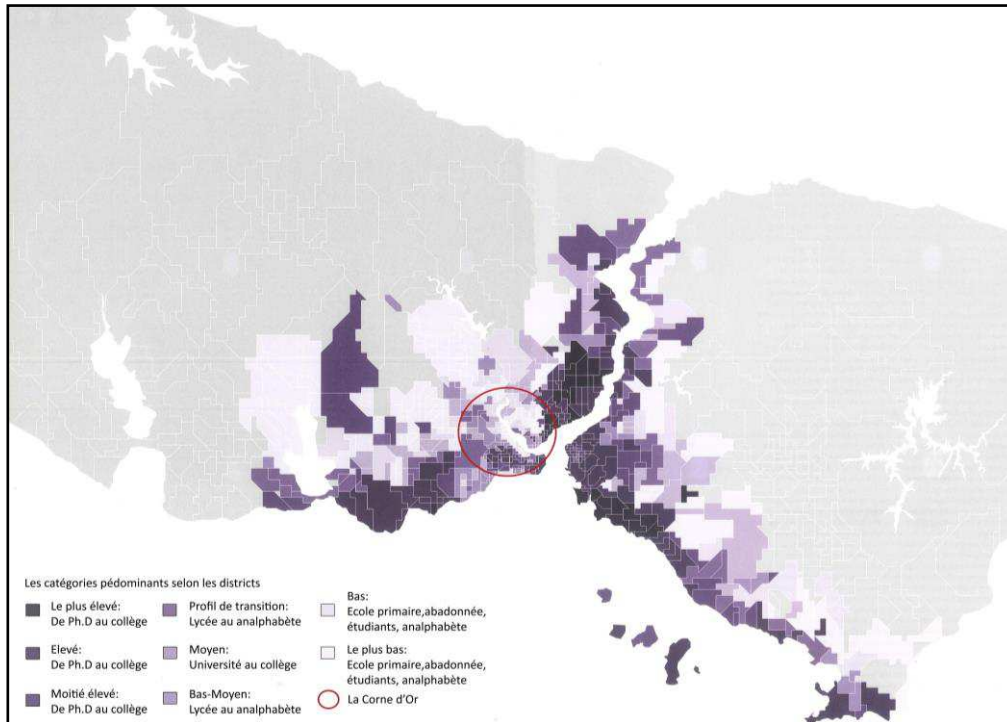 Les catégories pédominants selon les districts
Le plus élevé:
De Ph.D au collège
Elevé:
De Ph.D au collège
Moitié élevé:
De Ph.D au collège
Profil de transition:
Lycée au analphabète
Moyen:
Université au collège
Bas-Moyen:
Lycée au analphabète
Bas:
Ecole primaire,abadonnée,
étudiants, analphabète
Le plus bas:
Ecole primaire,abadonnée,
étudiants, analphabète
La Corne d'Or